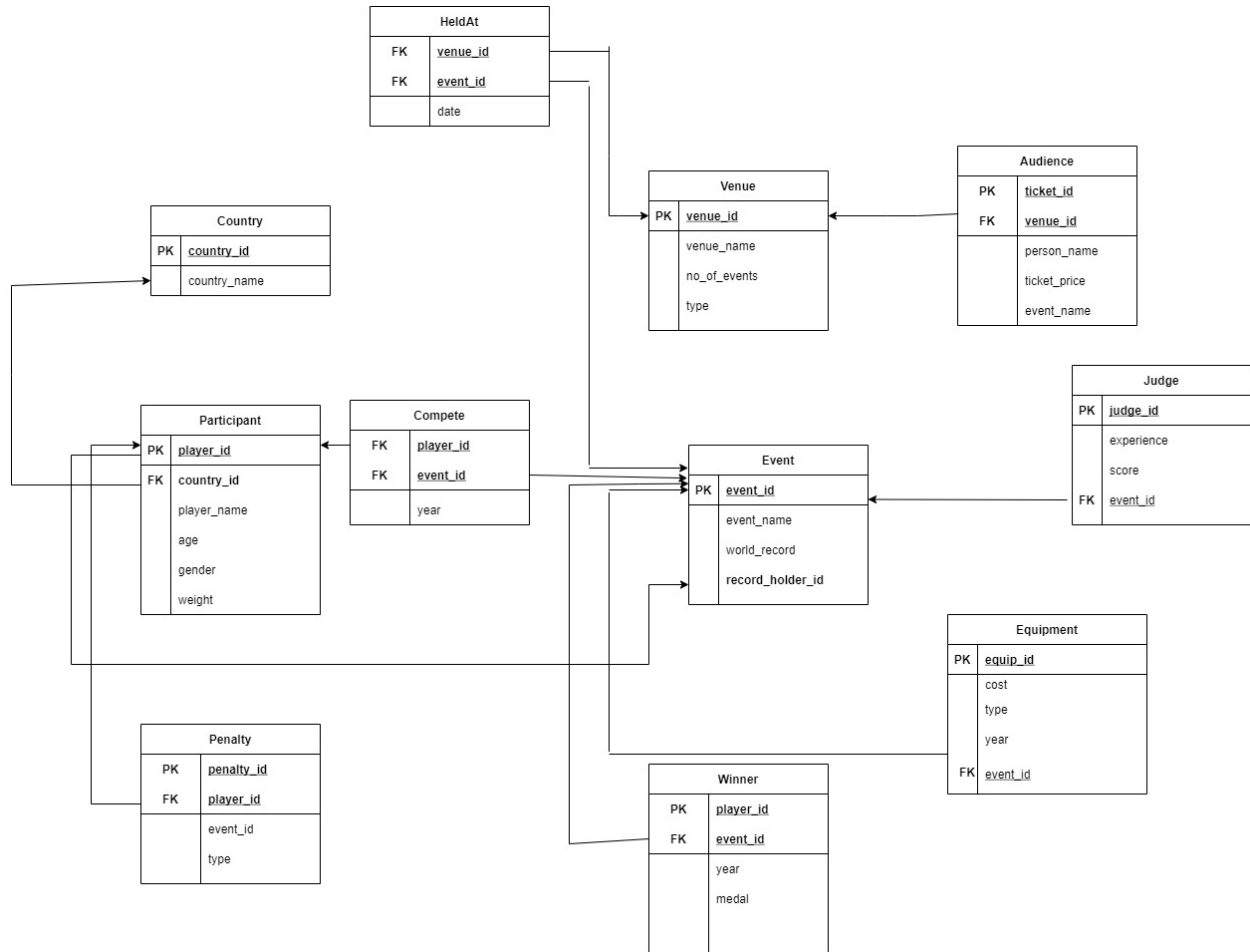 HeldAt
FK venue_id
FK event_id
date
Venue
PK venue_id
venue_name
no_of_events
type
Audience
PK ticket_id
FK venue_id
person_name
ticket_price
event_name
Country
PK country_id
country_name
Participant
PK player_id
FK country_id
player_name
age
gender
weight
Compete
FK player_id
FK event_id
year
Event
PK event_id
event_name
world_record
record_holder_id
Judge
PK judge_id
experience
score
FK event_id
Equipment
PK equip_id
cost
type
year
FK event_id
Penalty
PK penalty_id
FK player_id
event_id
type
Winner
PK player_id
FK event_id
year
medal